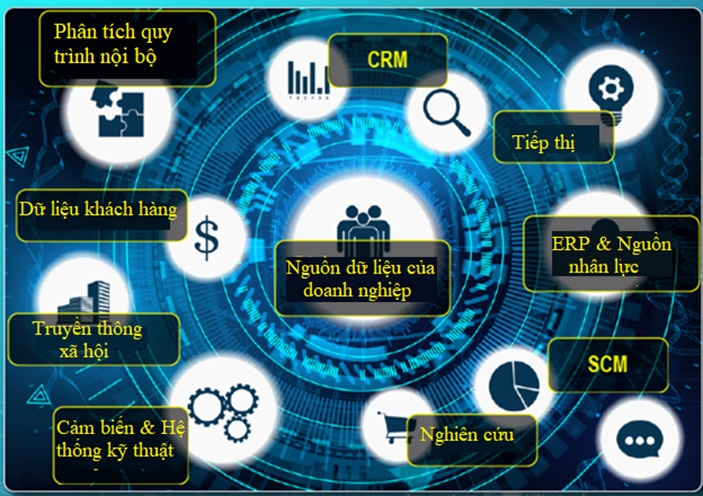 Phân tích quy
trình nội bộ
CRM
Tiếp thị
Dữ liệu khách hàng
ERP & Nguồn
nhân lực
Nguồn dữ liệu của
doanh nghiệp
Truyền thông
xã hội
SCM
Cảm biến & Hệ
thống kỹ thuật
Nghiên cứu